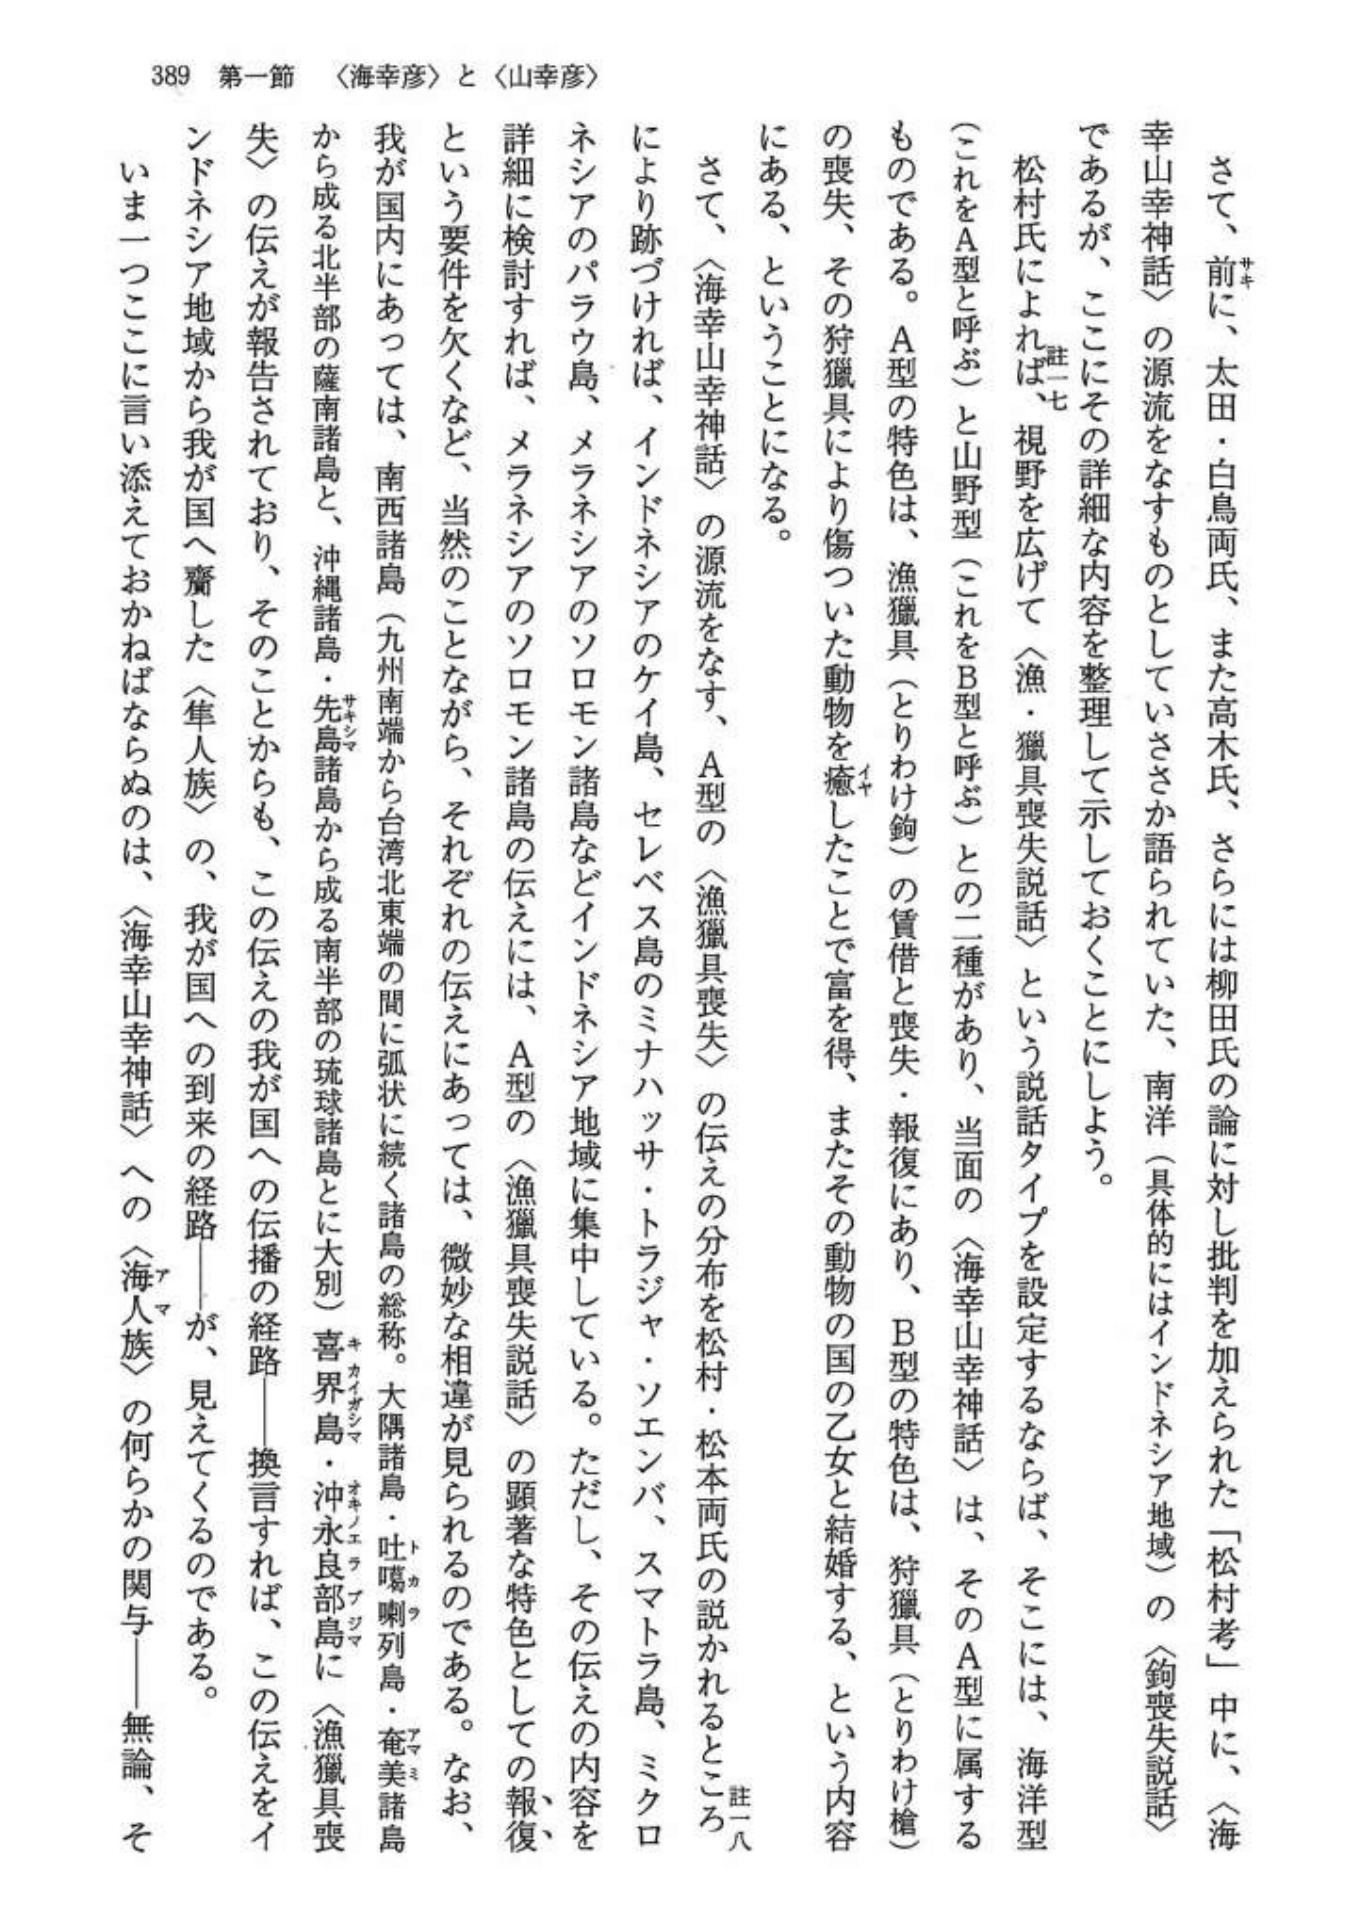 389　第一節　〈海幸彦〉と〈山幸彦〉
さて、前に、太田・白鳥両氏、また高木氏、さらには柳田氏の論に対し批判を加えられた「松村考」中に、〈海
サキ
幸山幸神話〉の源流をなすものとしていささか語られていた、南洋（具体的にはインドネシア地域）の〈鉤喪失説話〉
であるが、ここにその詳細な内容を整理して示しておくことにしよう。
松村氏によれば、視野を広げて〈漁・獵具喪失説話〉という説話タイプを設定するならば、そこには、海洋型
註一七
（これをA型と呼ぶ）と山野型（これをB型と呼ぶ）との二種があり、当面の〈海幸山幸神話〉は、そのA型に属する
ものである。A型の特色は、漁獵具（とりわけ鉤）の賃借と喪失・報復にあり、B型の特色は、狩獵具（とりわけ槍）
の喪失、その狩獵具により傷ついた動物を癒したことで富を得、またその動物の国の乙女と結婚する、という内容
イヤ
にある、ということになる。
さて、〈海幸山幸神話〉の源流をなす、A型の〈漁獵具喪失〉の伝えの分布を松村・松本両氏の説かれるところ
註一八
により跡づければ、インドネシアのケイ島、セレベス島のミナハッサ・トラジャ・ソエンバ、スマトラ島、ミクロ
ネシアのパラウ島、メラネシアのソロモン諸島などインドネシア地域に集中している。ただし、その伝えの内容を
詳細に検討すれば、メラネシアのソロモン諸島の伝えには、A型の〈漁獵具喪失説話〉の顕著な特色としての報復
という要件を欠くなど、当然のことながら、それぞれの伝えにあっては、微妙な相違が見られるのである。なお、
我が国内にあっては、南西諸島（九州南端から台湾北東端の間に弧状に続く諸島の総称。大隅諸島・吐噶喇列島・奄美諸島
トカラ
アマミ
から成る北半部の薩南諸島と、沖縄諸島・先島諸島から成る南半部の琉球諸島とに大別）喜界島・沖永良部島に〈漁獵具喪
サキシマ
キカイガシマ
オキノエラブジマ
失〉の伝えが報告されており、そのことからも、この伝えの我が国への伝播の経路――換言すれば、この伝えをイ
ンドネシア地域から我が国へ齎した〈隼人族〉の、我が国への到来の経路――が、見えてくるのである。
いま一つここに言い添えておかねばならぬのは、〈海幸山幸神話〉への〈海人族〉の何らかの関与――無論、そ
アマ